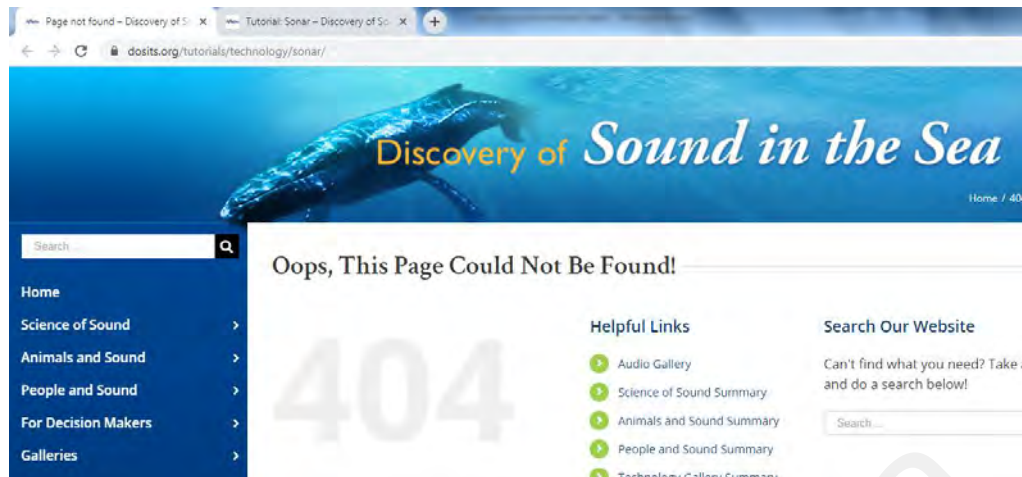 Page not found – Discovery of S
Tutorial: Sonar – Discovery of So
dosits.org/tutorials/technology/sonar/
Discovery of Sound in the Sea
Home / 40
Search ...
Oops, This Page Could Not Be Found!
Home
Science of Sound
Animals and Sound
People and Sound
For Decision Makers
Galleries
404
Helpful Links
Audio Gallery
Science of Sound Summary
Animals and Sound Summary
People and Sound Summary
Technology Gallery Summary
Search Our Website
Can't find what you need? Take
and do a search below!
Search ...